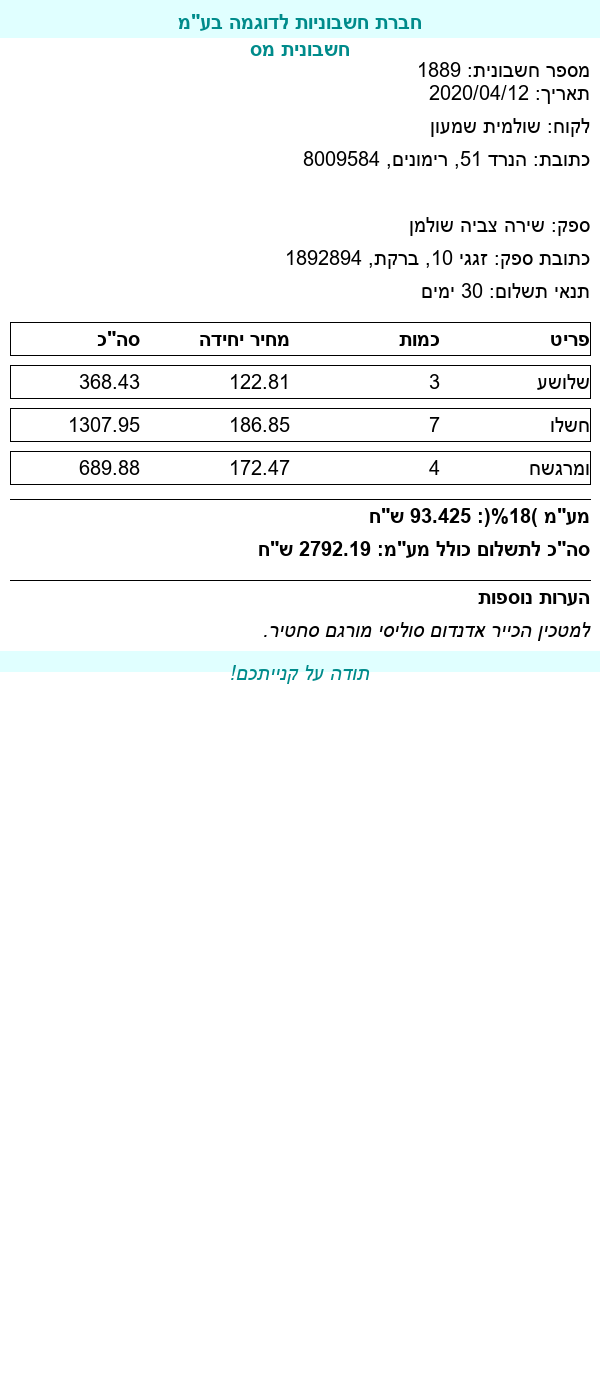 חברת חשבוניות לדוגמה בע"מ
חשבונית מס
מספר חשבונית: 1889
תאריך: 2020/04/12
לקוח: שולמית שמעון
כתובת: הנרד 51, רימונים, 8009584
ספק: שירה צביה שולמן
כתובת ספק: זגגי 10, ברקת, 1892894
תנאי תשלום: 30 ימים
פריט כמות מחיר יחידה סה"כ
שלושע 3 122.81 368.43
חשלו 7 186.85 1307.95
ומרגשח 4 172.47 689.88
מע"מ )18%(: 93.425 ש"ח
סה"כ לתשלום כולל מע"מ: 2792.19 ש"ח
הערות נוספות
למטכין הכייר אדנדום סוליסי מורגם סחטיר.
תודה על קנייתכם!